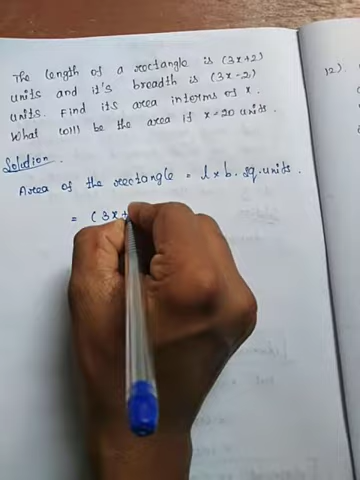 The length of a rectangle is (3x+2)
units and it's breadth is (3x-2)
units. Find its area interms of x.
What will be the area if x=20 units.
Solution.
Area of the rectangle = l x b. sq.units.
= (3x+
12).